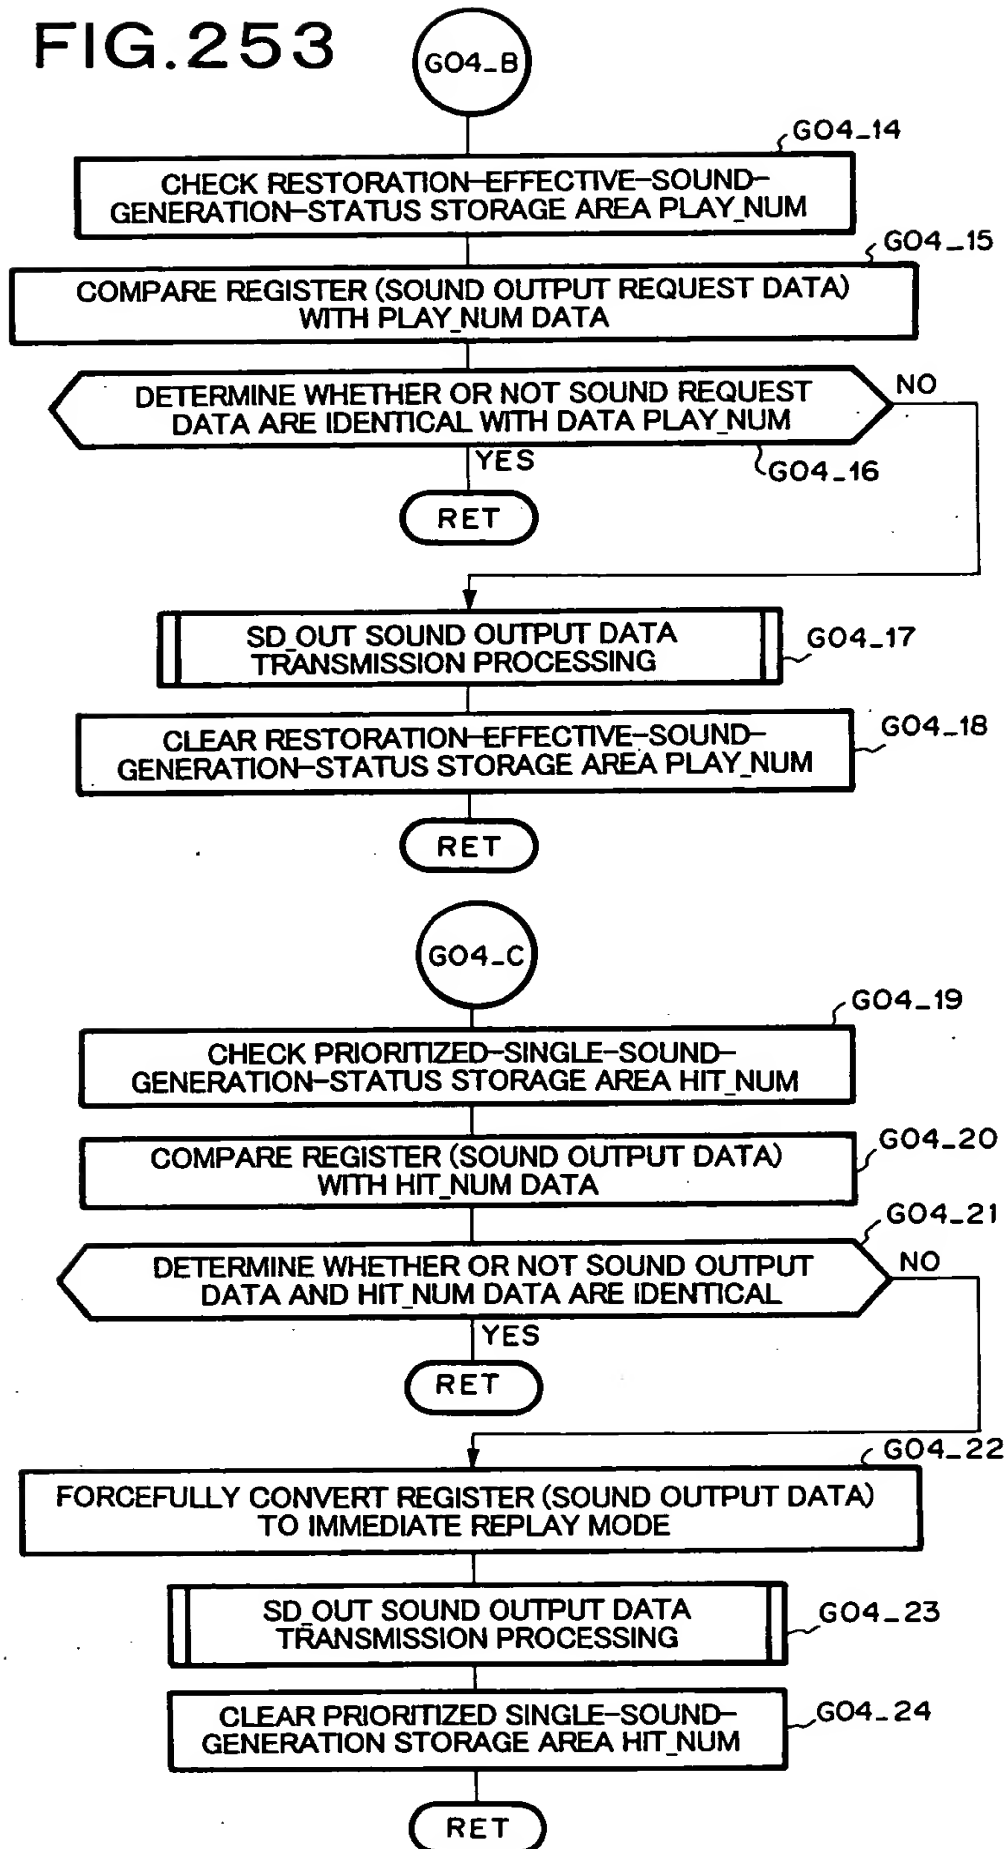 FIG.253
G04_B
G04_14
CHECK RESTORATION-EFFECTIVE-SOUND-
GENERATION-STATUS STORAGE AREA PLAY_NUM
G04_15
COMPARE REGISTER (SOUND OUTPUT REQUEST DATA)
WITH PLAY_NUM DATA
DETERMINE WHETHER OR NOT SOUND REQUEST
DATA ARE IDENTICAL WITH DATA PLAY_NUM
NO
YES
G04_16
RET
SD_OUT SOUND OUTPUT DATA
TRANSMISSION PROCESSING
G04_17
CLEAR RESTORATION-EFFECTIVE-SOUND-
GENERATION-STATUS STORAGE AREA PLAY_NUM
G04_18
RET
G04_C
G04_19
CHECK PRIORITIZED-SINGLE-SOUND-
GENERATION-STATUS STORAGE AREA HIT_NUM
COMPARE REGISTER (SOUND OUTPUT DATA)
WITH HIT_NUM DATA
G04_20
G04_21
DETERMINE WHETHER OR NOT SOUND OUTPUT
DATA AND HIT_NUM DATA ARE IDENTICAL
NO
YES
RET
G04_22
FORCEFULLY CONVERT REGISTER (SOUND OUTPUT DATA)
TO IMMEDIATE REPLAY MODE
SD_OUT SOUND OUTPUT DATA
TRANSMISSION PROCESSING
G04_23
CLEAR PRIORITIZED SINGLE-SOUND-
GENERATION STORAGE AREA HIT_NUM
G04_24
RET